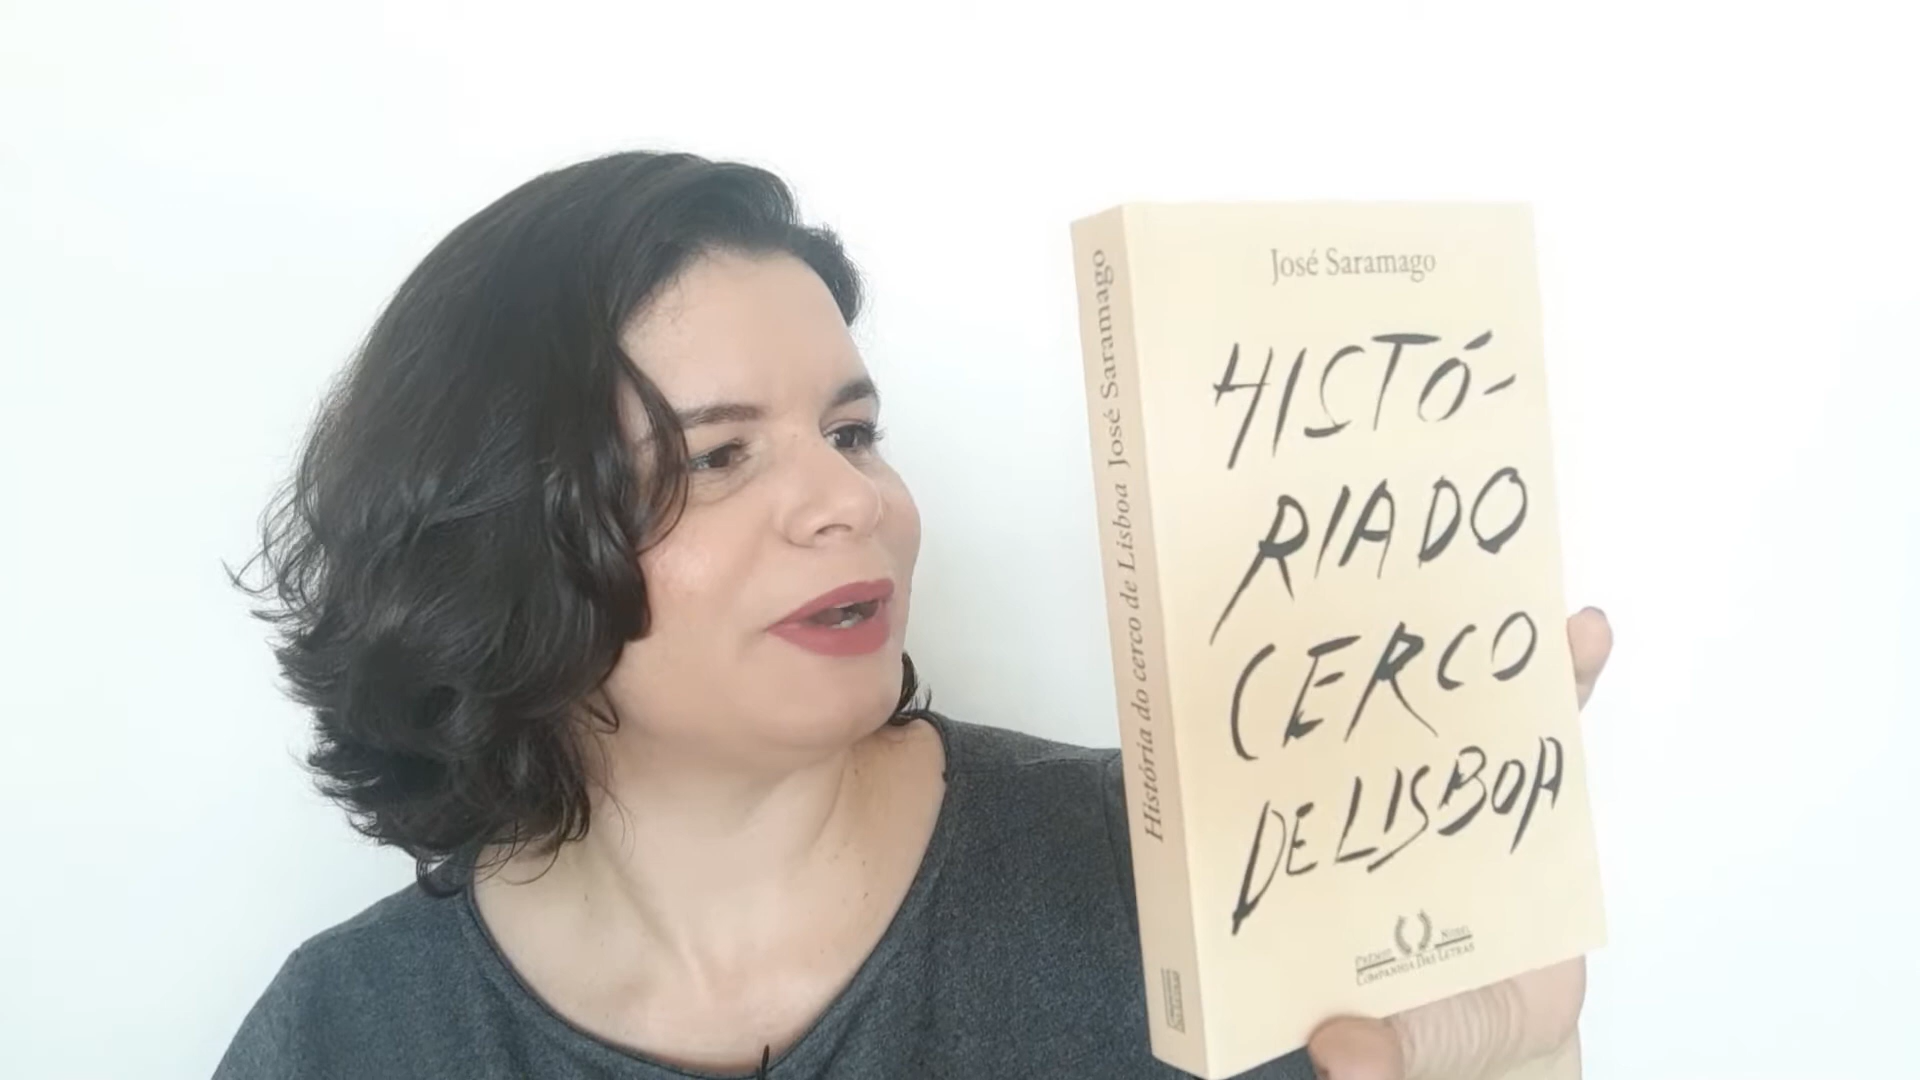 José Saramago
HISTÓ-
RIA DO
CERCO
DE LISBOA
PRÊMIO NOBEL
COMPANHIA DAS LETRAS
História do cerco de Lisboa José Saramago